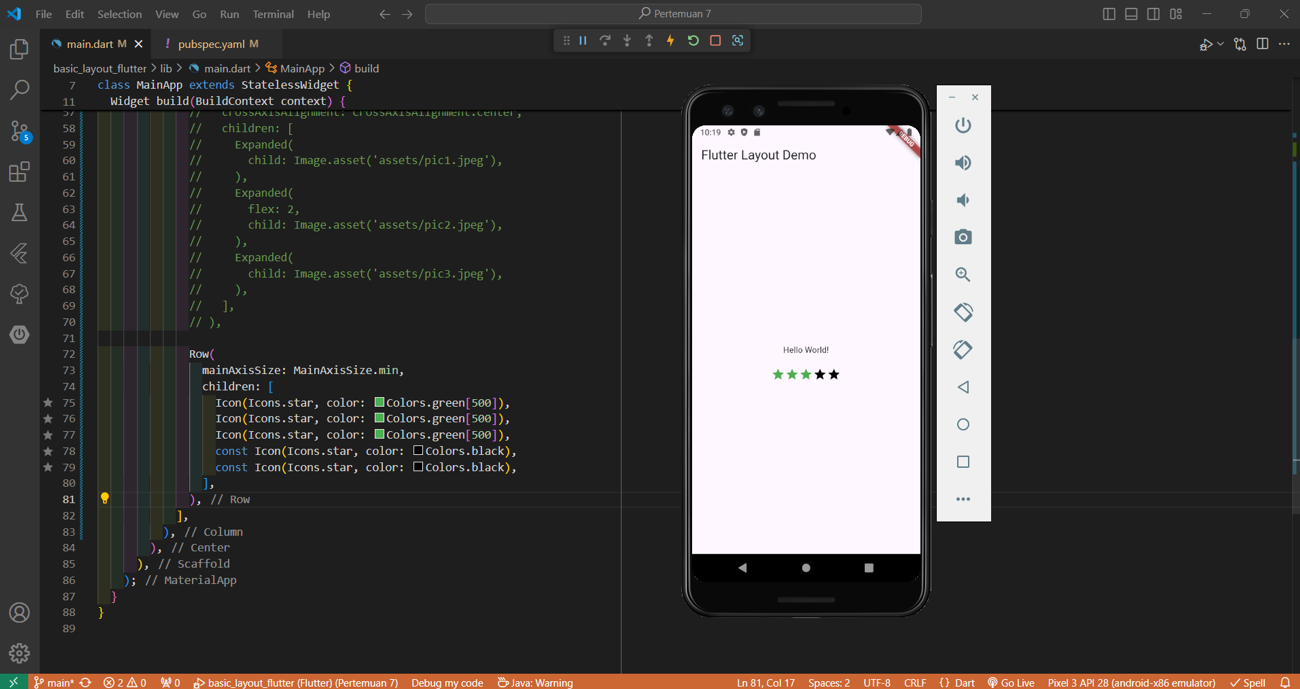 File Edit Selection View Go Run Terminal Help
Pertemuan 7
main.dart M
! pubspec.yaml M
basic_layout_flutter > lib > main.dart > MainApp > build
7 class MainApp extends StatelessWidget {
11 Widget build(BuildContext context) {
57 // crossAxisAlignment: CrossAxisAlignment.center,
58 // children: [
59 // Expanded(
60 // child: Image.asset('assets/pic1.jpeg'),
61 // ),
62 // Expanded(
63 // flex: 2,
64 // child: Image.asset('assets/pic2.jpeg'),
65 // ),
66 // Expanded(
67 // child: Image.asset('assets/pic3.jpeg'),
68 // ),
69 // ],
70 // ),
71
72 Row(
73 mainAxisSize: MainAxisSize.min,
74 children: [
75 Icon(Icons.star, color: Colors.green[500]),
76 Icon(Icons.star, color: Colors.green[500]),
77 Icon(Icons.star, color: Colors.green[500]),
78 const Icon(Icons.star, color: Colors.black),
79 const Icon(Icons.star, color: Colors.black),
80 ],
81 ), // Row
82 ],
83 ), // Column
84 ), // Center
85 ), // Scaffold
86 ); // MaterialApp
87 }
88 }
89
5
10:19
DEBUG
Flutter Layout Demo
Hello World!
main* 2 0 0 basic_layout_flutter (Flutter) (Pertemuan 7) Debug my code Java: Warning Ln 81, Col 17 Spaces: 2 UTF-8 CRLF {} Dart Go Live Pixel 3 API 28 (android-x86 emulator) Spell